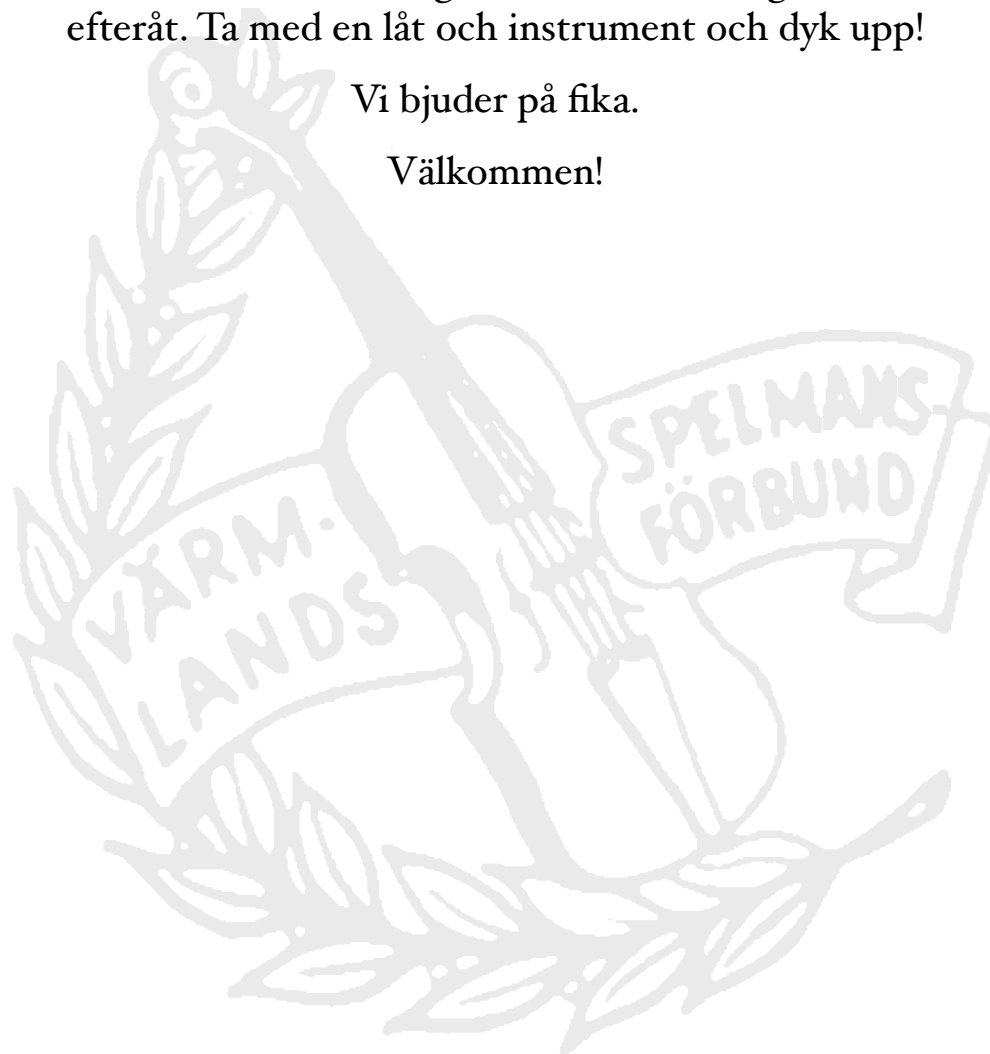 efteråt. Ta med en låt och instrument och dyk upp!
Vi bjuder på fika.
Välkommen!
SPELMANS-
FÖRBUND
VÄRM-
LANDS